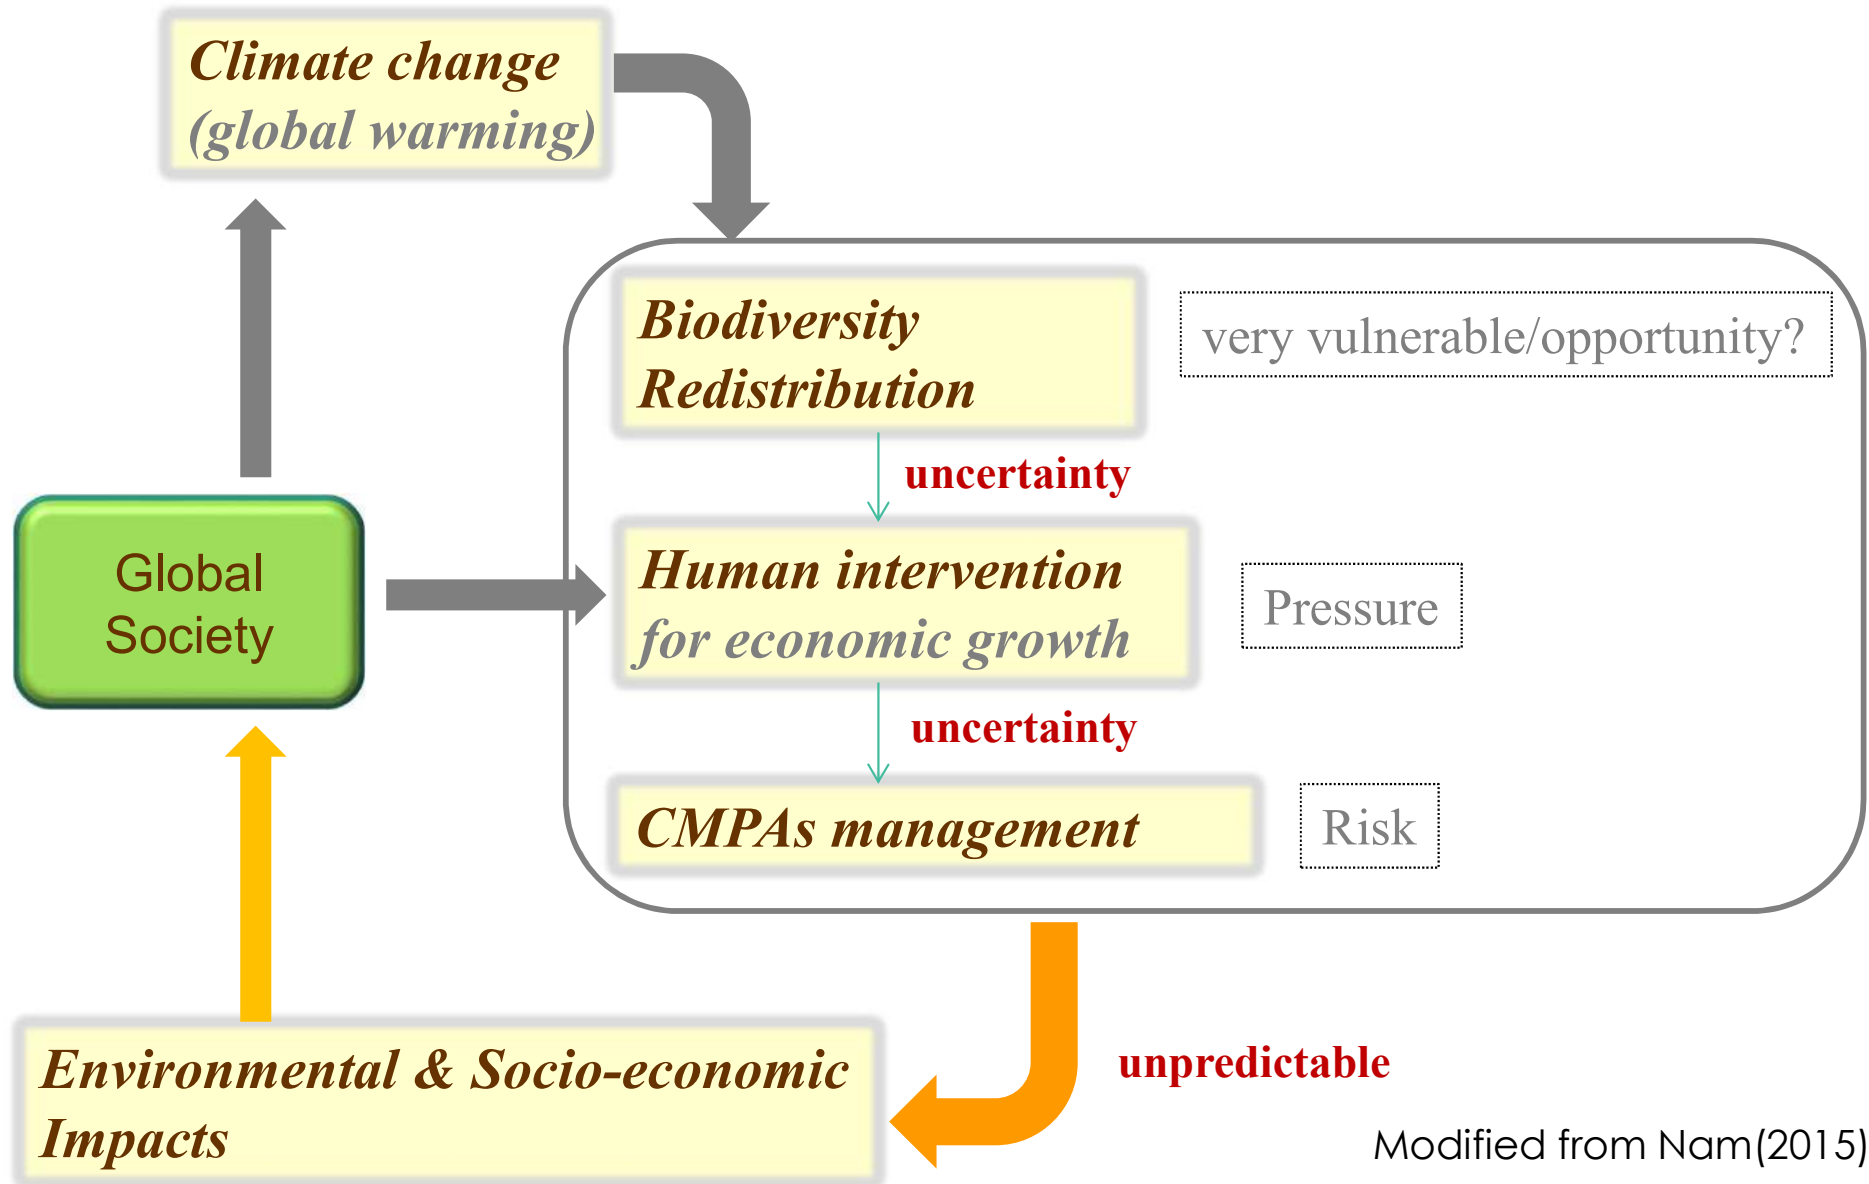 Climate change
(global warming)
Biodiversity
Redistribution
very vulnerable/opportunity?
uncertainty
Global
Society
Human intervention
for economic growth
Pressure
uncertainty
CMPAs management
Risk
Environmental & Socio-economic
Impacts
unpredictable
Modified from Nam(2015)